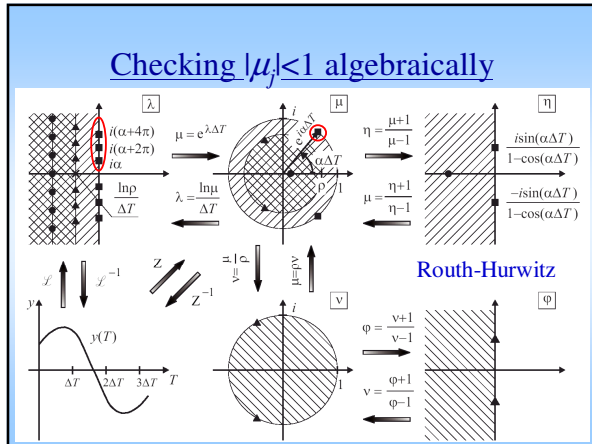 Checking |μj|<1 algebraically
λ
i(α+4π)
i(α+2π)
iα
lnρ
ΔT
μ = e^λΔT
λ = lnμ
ΔT
μ
i
e^iαΔT
αΔT
ρ
1
η = μ+1
μ−1
μ = η+1
η−1
η
isin(αΔT)
1−cos(αΔT)
−isin(αΔT)
1−cos(αΔT)
Routh-Hurwitz
ℒ
ℒ^-1
Z
Z^-1
ν = μ
ρ
μ=ρν
y
y(T)
ΔT
2ΔT
3ΔT
T
ν
i
1
φ = ν+1
ν−1
ν = φ+1
φ−1
φ